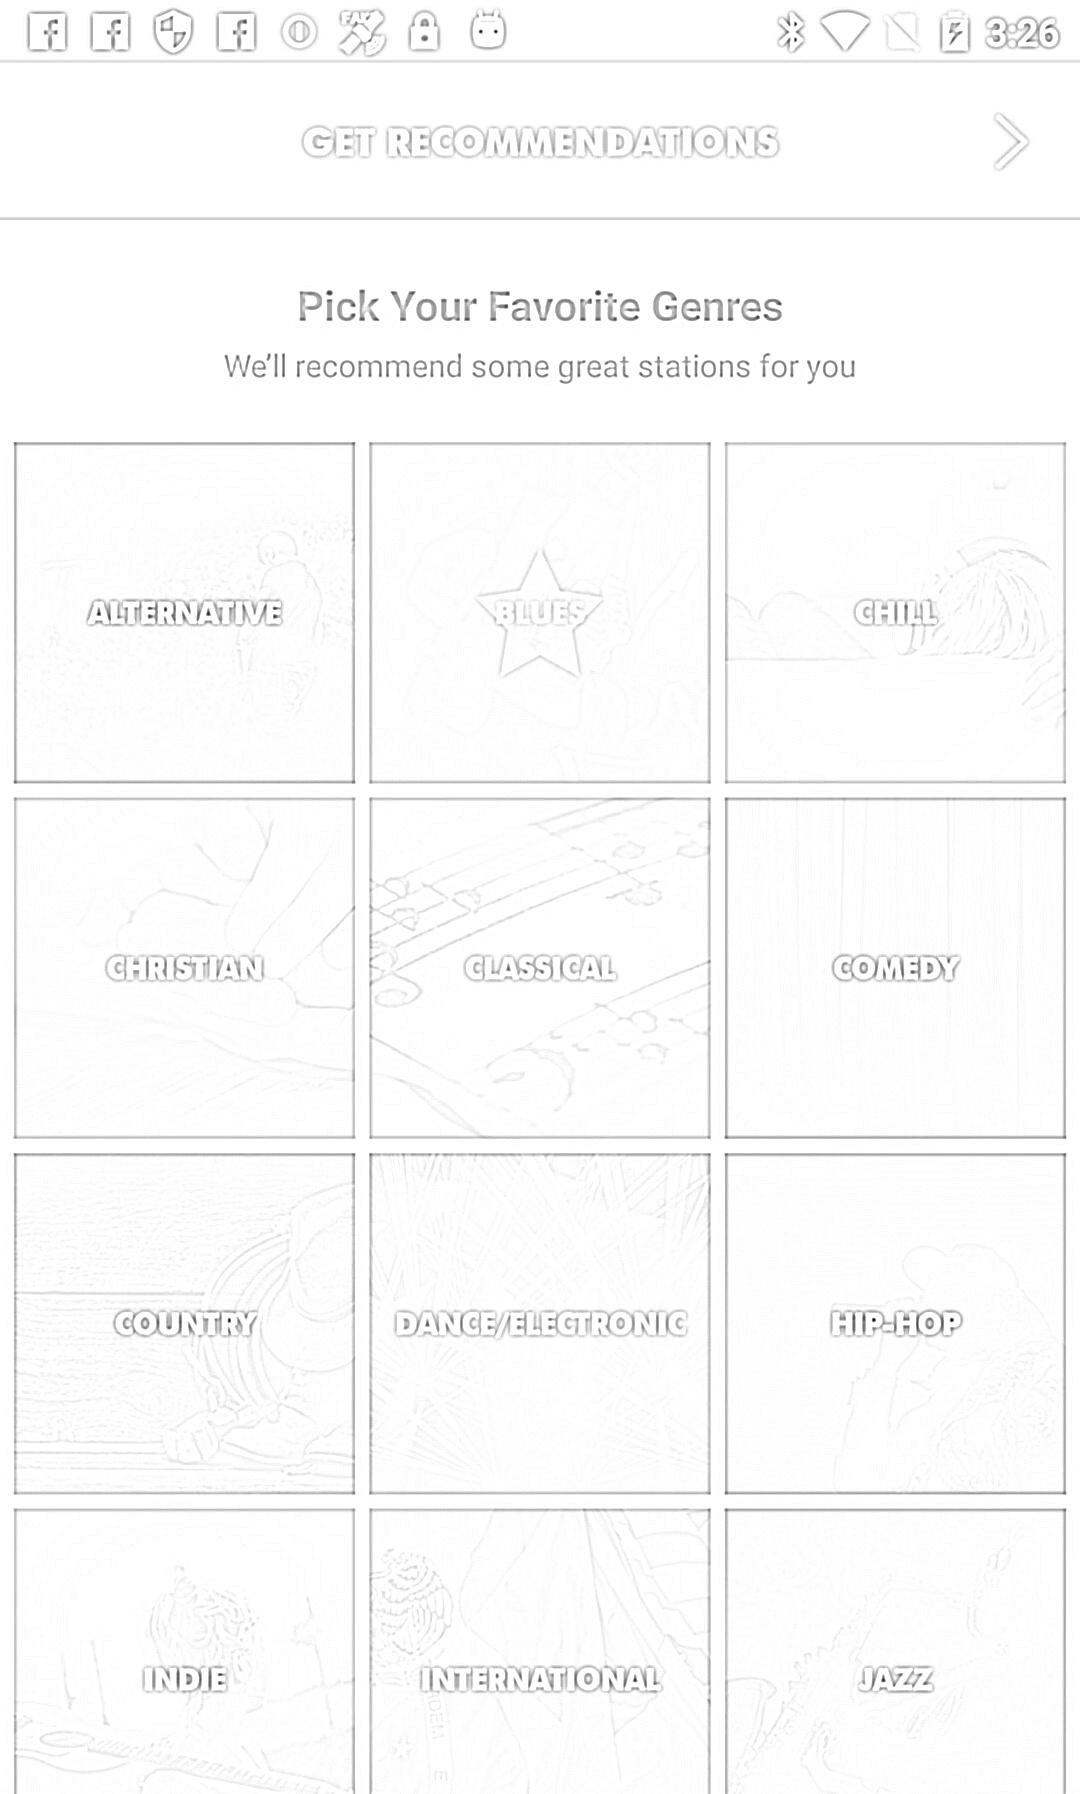 3:26
GET RECOMMENDATIONS
Pick Your Favorite Genres
We'll recommend some great stations for you
ALTERNATIVE
BLUES
CHILL
CHRISTIAN
CLASSICAL
COMEDY
COUNTRY
DANCE/ELECTRONIC
HIP-HOP
INDIE
INTERNATIONAL
JAZZ